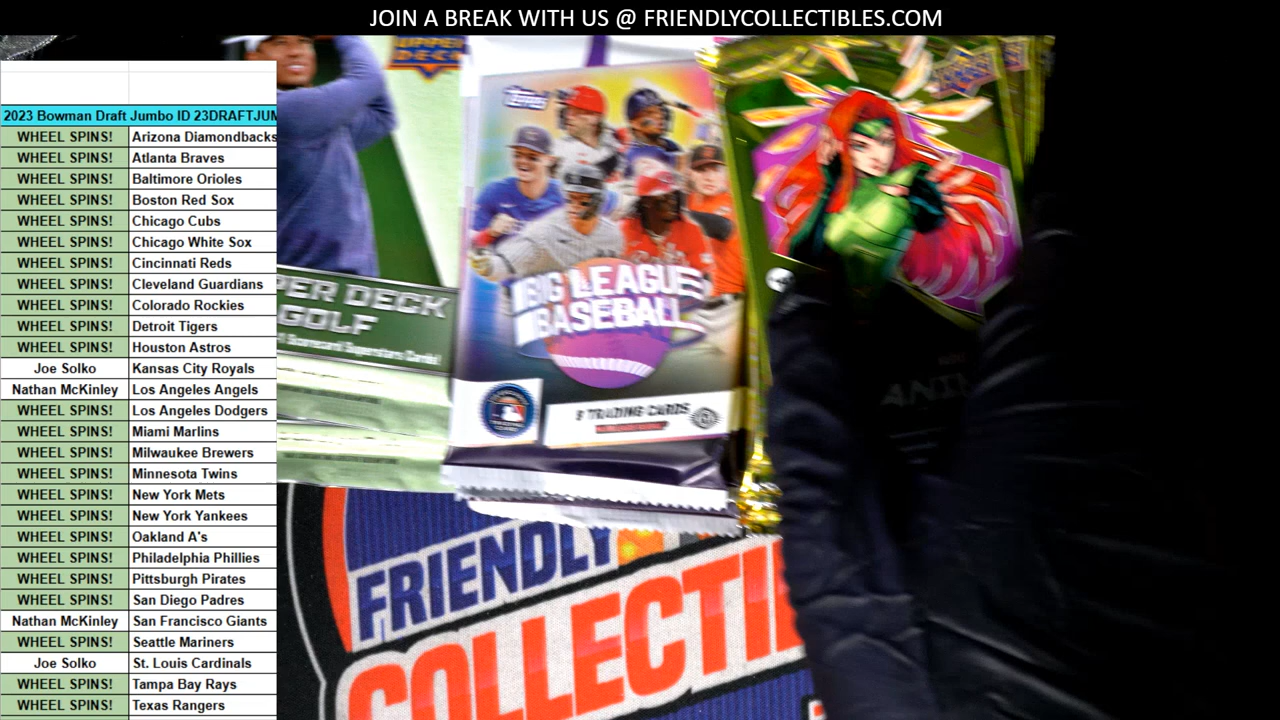 JOIN A BREAK WITH US @ FRIENDLYCOLLECTIBLES.COM
2023 Bowman Draft Jumbo ID 23DRAFTJUM
WHEEL SPINS! Arizona Diamondbacks
WHEEL SPINS! Atlanta Braves
WHEEL SPINS! Baltimore Orioles
WHEEL SPINS! Boston Red Sox
WHEEL SPINS! Chicago Cubs
WHEEL SPINS! Chicago White Sox
WHEEL SPINS! Cincinnati Reds
WHEEL SPINS! Cleveland Guardians
WHEEL SPINS! Colorado Rockies
WHEEL SPINS! Detroit Tigers
WHEEL SPINS! Houston Astros
Joe Solko Kansas City Royals
Nathan McKinley Los Angeles Angels
WHEEL SPINS! Los Angeles Dodgers
WHEEL SPINS! Miami Marlins
WHEEL SPINS! Milwaukee Brewers
WHEEL SPINS! Minnesota Twins
WHEEL SPINS! New York Mets
WHEEL SPINS! New York Yankees
WHEEL SPINS! Oakland A's
WHEEL SPINS! Philadelphia Phillies
WHEEL SPINS! Pittsburgh Pirates
WHEEL SPINS! San Diego Padres
Nathan McKinley San Francisco Giants
WHEEL SPINS! Seattle Mariners
Joe Solko St. Louis Cardinals
WHEEL SPINS! Tampa Bay Rays
WHEEL SPINS! Texas Rangers
UPPER
DECK
PER DECK
GOLF
Topps
BIG LEAGUE
BASEBALL
9 TRADING CARDS
ANIM
FRIENDLY
COLLECTIB